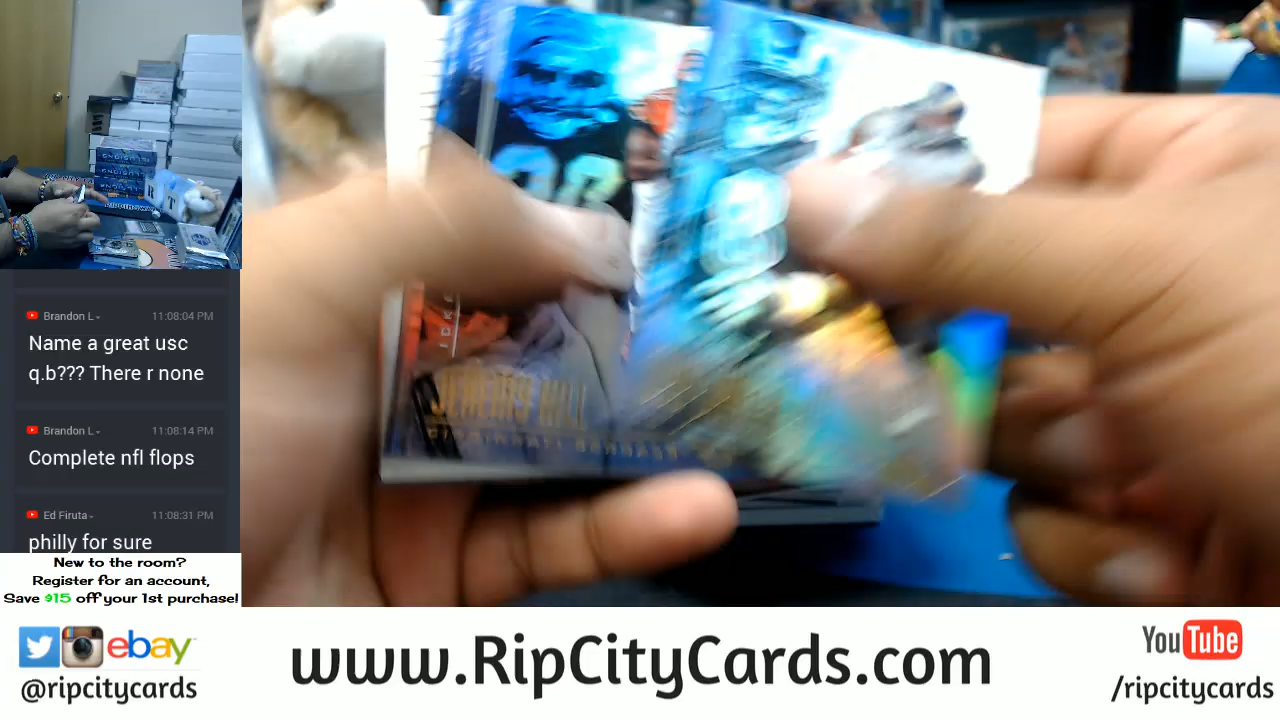 Brandon L
11:08:04 PM
Name a great usc
q.b??? There r none
Brandon L
11:08:14 PM
Complete nfl flops
Ed Firuta
11:08:31 PM
philly for sure
New to the room?
Register for an account,
Save $15 off your 1st purchase!
ebay
@ripcitycards
www.RipCityCards.com
YouTube
/ripcitycards
JEREMY HILL
CINCINNATI BENGALS